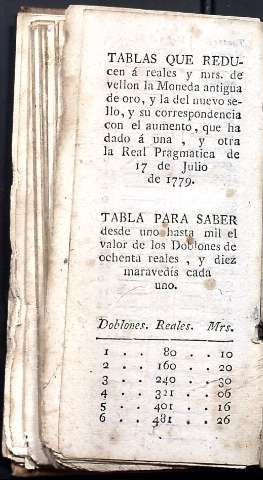 TABLAS QUE REDU-
cen á reales y mrs. de
vellon la Moneda antigua
de oro, y la del nuevo se-
llo, y su correspondencia
con el aumento, que ha
dado á una , y otra
la Real Pragmatica de
17 de Julio
de 1779.
TABLA PARA SABER
desde uno hasta mil el
valor de los Doblones de
ochenta reales , y diez
maravedís cada
uno.
Doblones. Reales. Mrs.
1 . . 80 . . 10
2 . . 160 . . 20
3 . . 240 . . 30
4 . . 321 . . 06
5 . . 401 . . 16
6 . . 481 . . 26